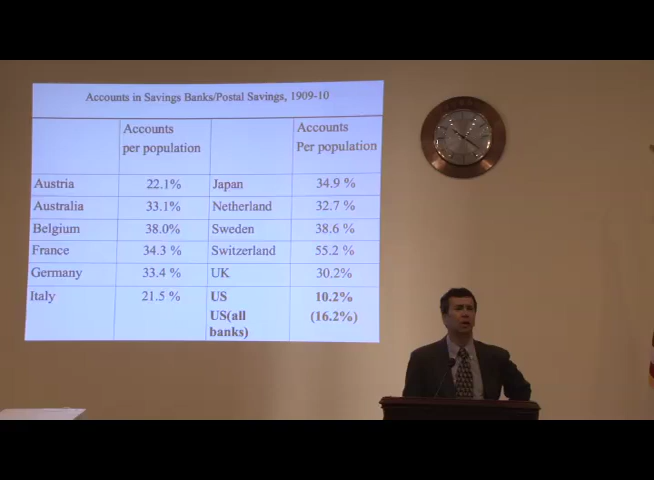 Accounts in Savings Banks/Postal Savings, 1909-10
Accounts per population Accounts Per population
Austria 22.1% Japan 34.9 %
Australia 33.1% Netherland 32.7 %
Belgium 38.0% Sweden 38.6 %
France 34.3 % Switzerland 55.2 %
Germany 33.4 % UK 30.2%
Italy 21.5 % US 10.2%
US(all banks) (16.2%)